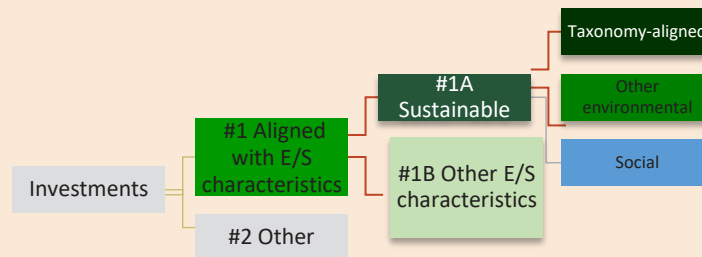 Taxonomy-aligned
#1A
Sustainable
Other
environmental
#1 Aligned
with E/S
characteristics
Social
#1B Other E/S
characteristics
Investments
#2 Other